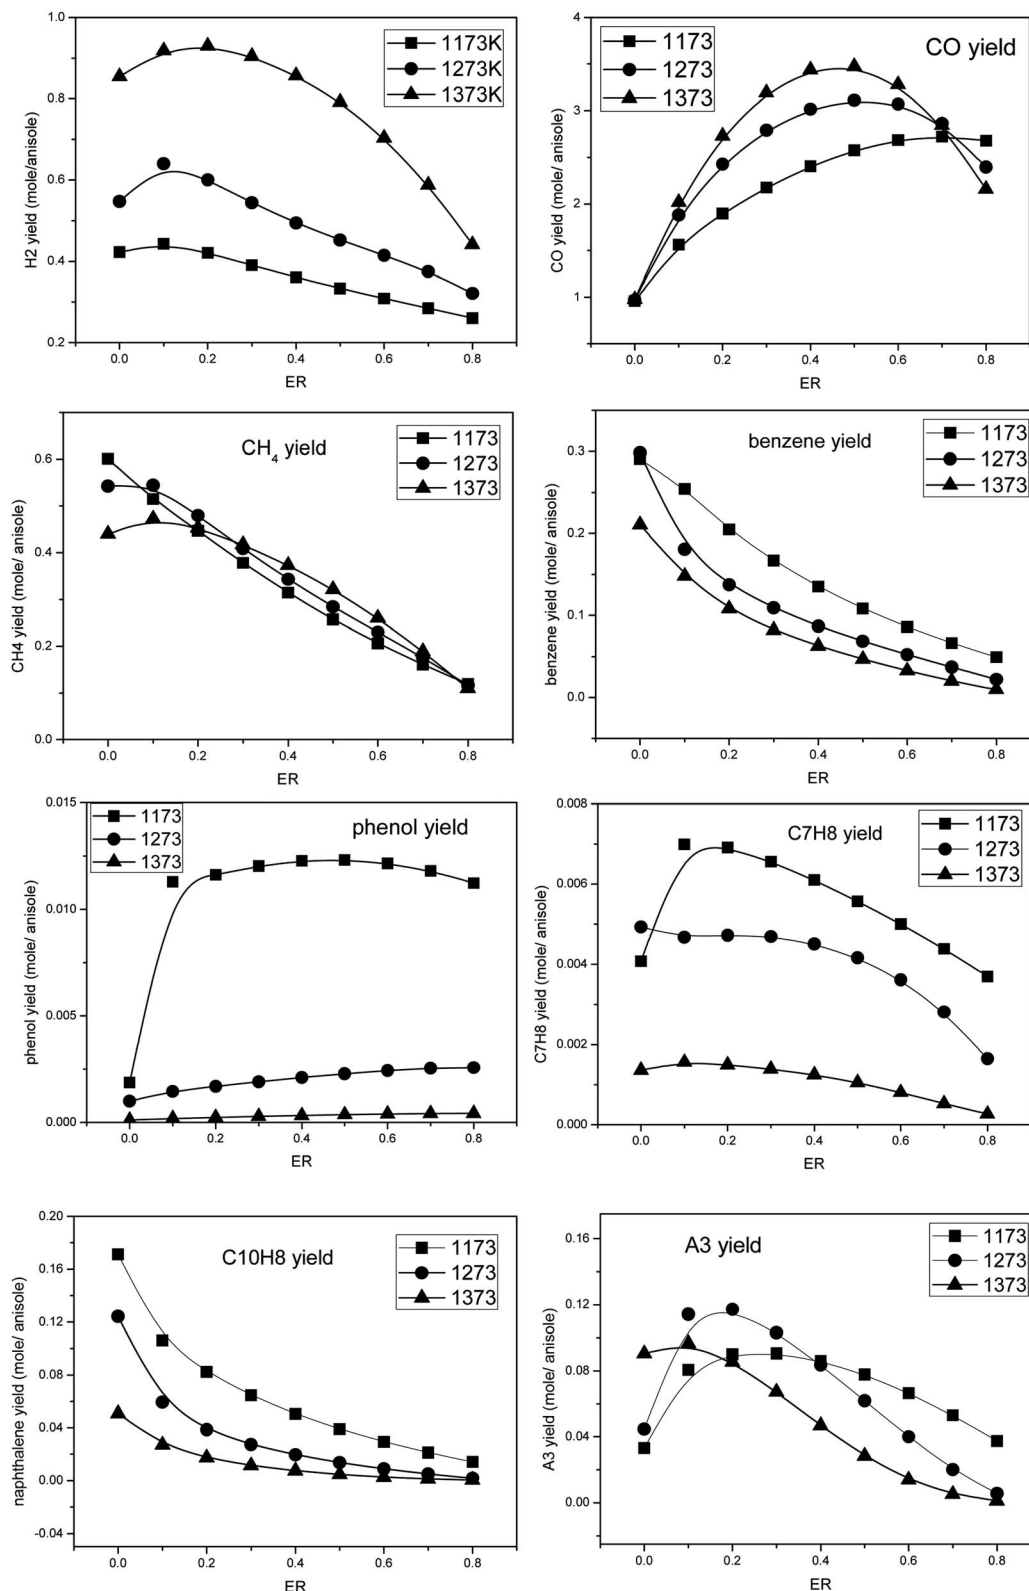 1.0
0.8
0.6
0.4
0.2
H2 yield (mole/anisole)
1173K
1273K
1373K
0.0 0.2 0.4 0.6 0.8
ER
4
3
2
1
CO yield (mole/ anisole)
1173
1273
1373
CO yield
0.0 0.2 0.4 0.6 0.8
ER
0.6
0.4
0.2
0.0
CH4 yield (mole/ anisole)
CH4 yield
1173
1273
1373
0.0 0.2 0.4 0.6 0.8
ER
0.3
0.2
0.1
0.0
benzene yield (mole/ anisole)
benzene yield
1173
1273
1373
0.0 0.2 0.4 0.6 0.8
ER
0.015
0.010
0.005
0.000
phenol yield (mole/ anisole)
1173
1273
1373
phenol yield
0.0 0.2 0.4 0.6 0.8
ER
0.008
0.006
0.004
0.002
0.000
C7H8 yield (mole/ anisole)
C7H8 yield
1173
1273
1373
0.0 0.2 0.4 0.6 0.8
ER
0.20
0.16
0.12
0.08
0.04
0.00
-0.04
naphthalene yield (mole/ anisole)
C10H8 yield
1173
1273
1373
0.0 0.2 0.4 0.6 0.8
ER
0.16
0.12
0.08
0.04
0.00
A3 yield (mole/ anisole)
A3 yield
1173
1273
1373
0.0 0.2 0.4 0.6 0.8
ER